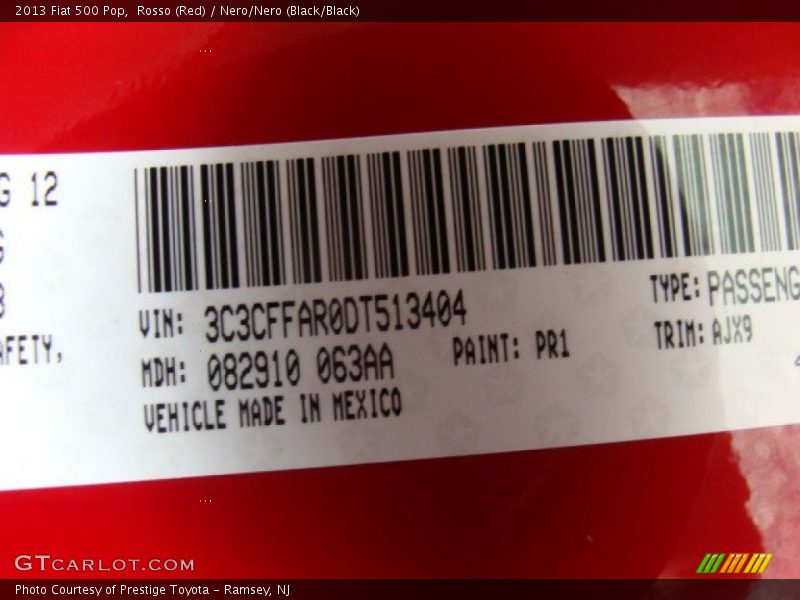 2013 Fiat 500 Pop,  Rosso (Red) / Nero/Nero (Black/Black)
G 12
VIN: 3C3CFFAR0DT513404
TYPE: PASSENG
AFETY,
MDH: 082910 063AA
PAINT: PR1
TRIM: AJX9
VEHICLE MADE IN MEXICO
GTCARLOT.COM
Photo Courtesy of Prestige Toyota - Ramsey, NJ